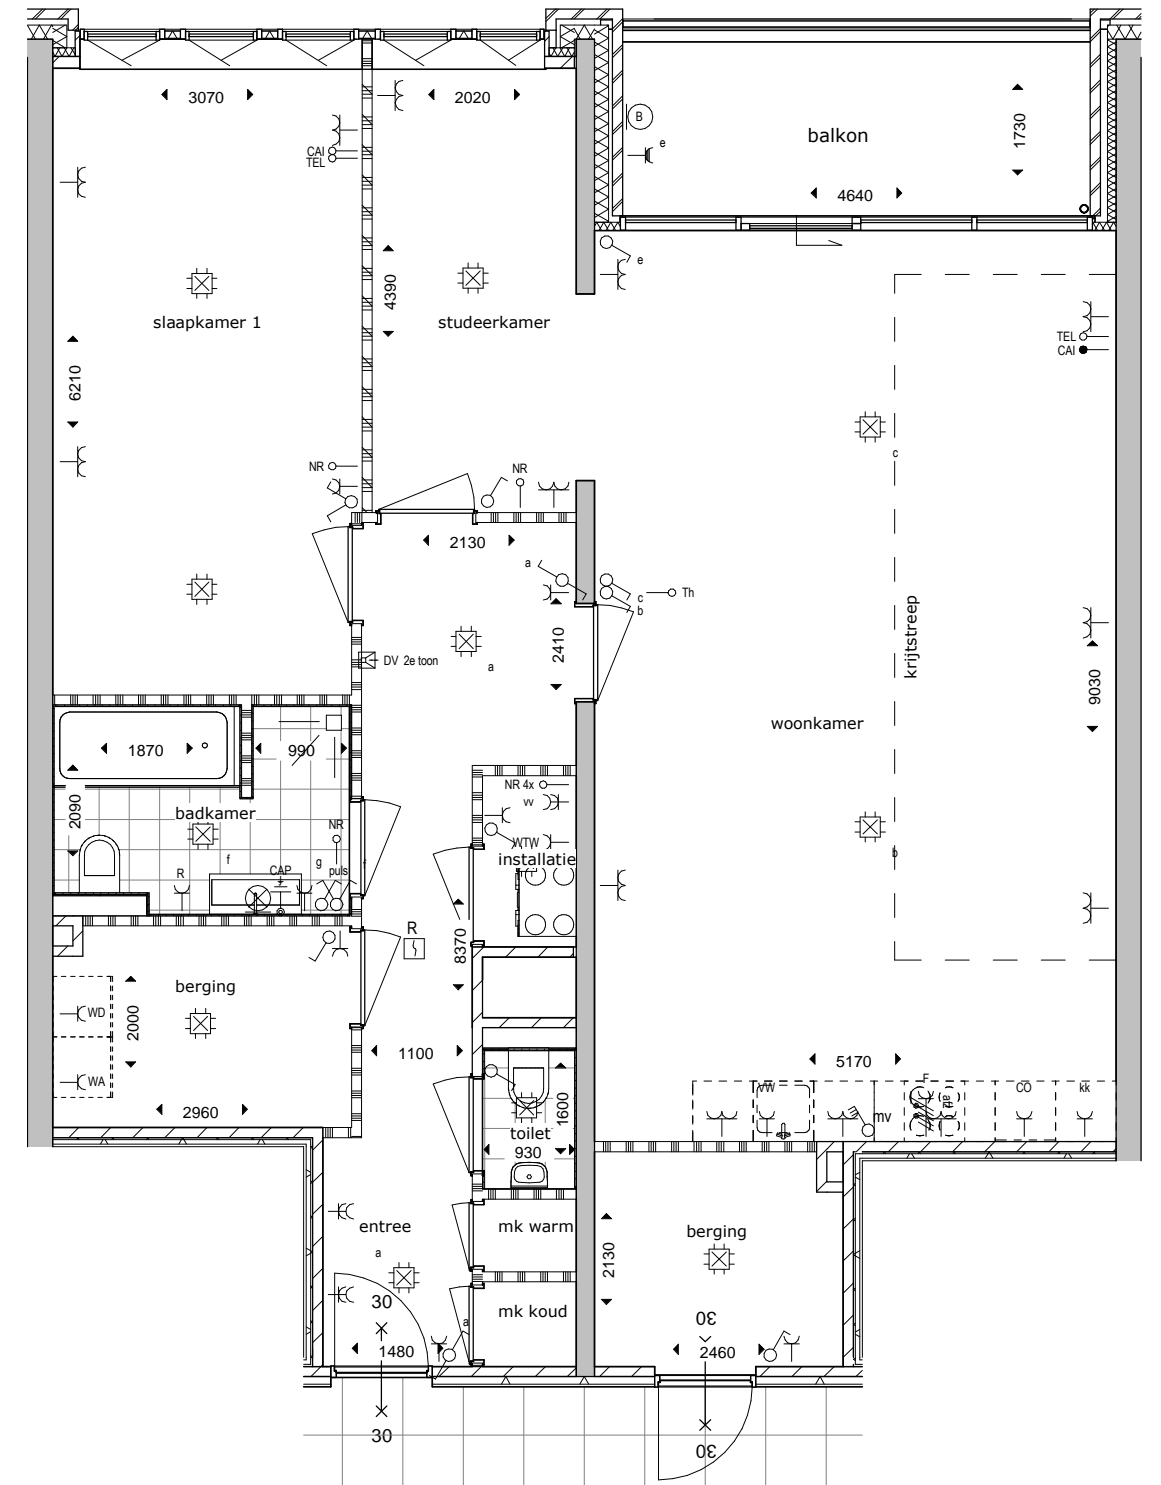 3070
2020
B
e
balkon
1730
CAI
TEL
4640
e
4390
slaapkamer 1
studeerkamer
TEL
CAI
6210
c
NR
NR
2130
a
c
b
Th
krijtstreep
2410
DV 2e toon
a
9030
woonkamer
1870
990
NR 4x
vv
2090
badkamer
NR
WTW
b
installatie
f
g
f
R
CAP
puls
R
8370
berging
WD
2000
1100
5170
WA
2960
VW
F
CO
kk
mv
1600
toilet
930
entree
a
mk warm
berging
2130
30
mk koud
a
30
1480
2460
30
30